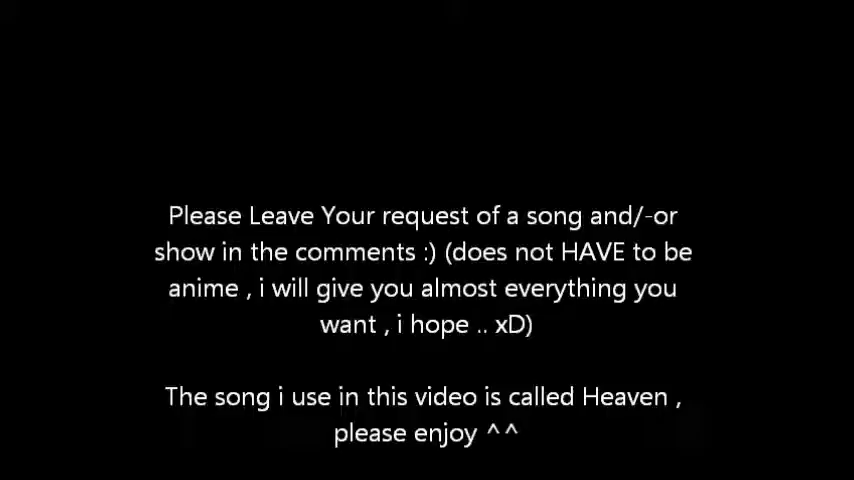 Please Leave Your request of a song and/-or
show in the comments :) (does not HAVE to be
anime , i will give you almost everything you
want , i hope .. xD)
The song i use in this video is called Heaven ,
please enjoy ^^